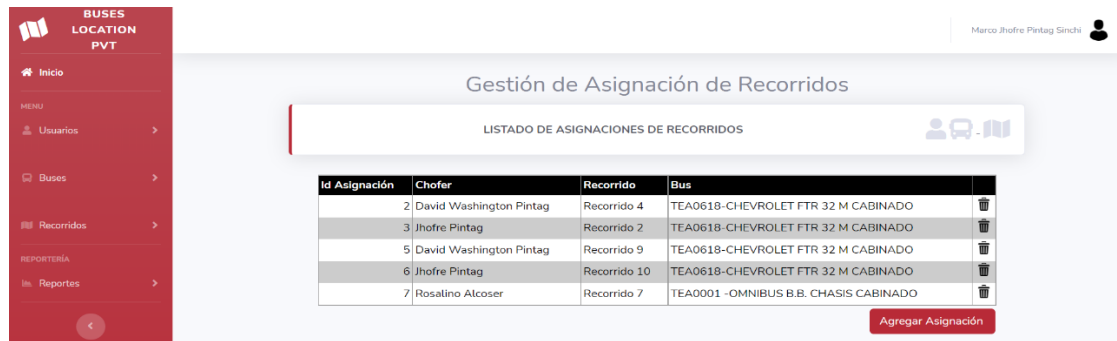 BUSES
LOCATION
PVT
Inicio
MENU
Usuarios
Buses
Recorridos
REPORTERÍA
Reportes
Marco Jhofre Pintag Sinchi
Gestión de Asignación de Recorridos
LISTADO DE ASIGNACIONES DE RECORRIDOS
Id Asignación Chofer Recorrido Bus
2 David Washington Pintag Recorrido 4 TEA0618-CHEVROLET FTR 32 M CABINADO
3 Jhofre Pintag Recorrido 2 TEA0618-CHEVROLET FTR 32 M CABINADO
5 David Washington Pintag Recorrido 9 TEA0618-CHEVROLET FTR 32 M CABINADO
6 Jhofre Pintag Recorrido 10 TEA0618-CHEVROLET FTR 32 M CABINADO
7 Rosalino Alcoser Recorrido 7 TEA0001 -OMNIBUS B.B. CHASIS CABINADO
Agregar Asignación